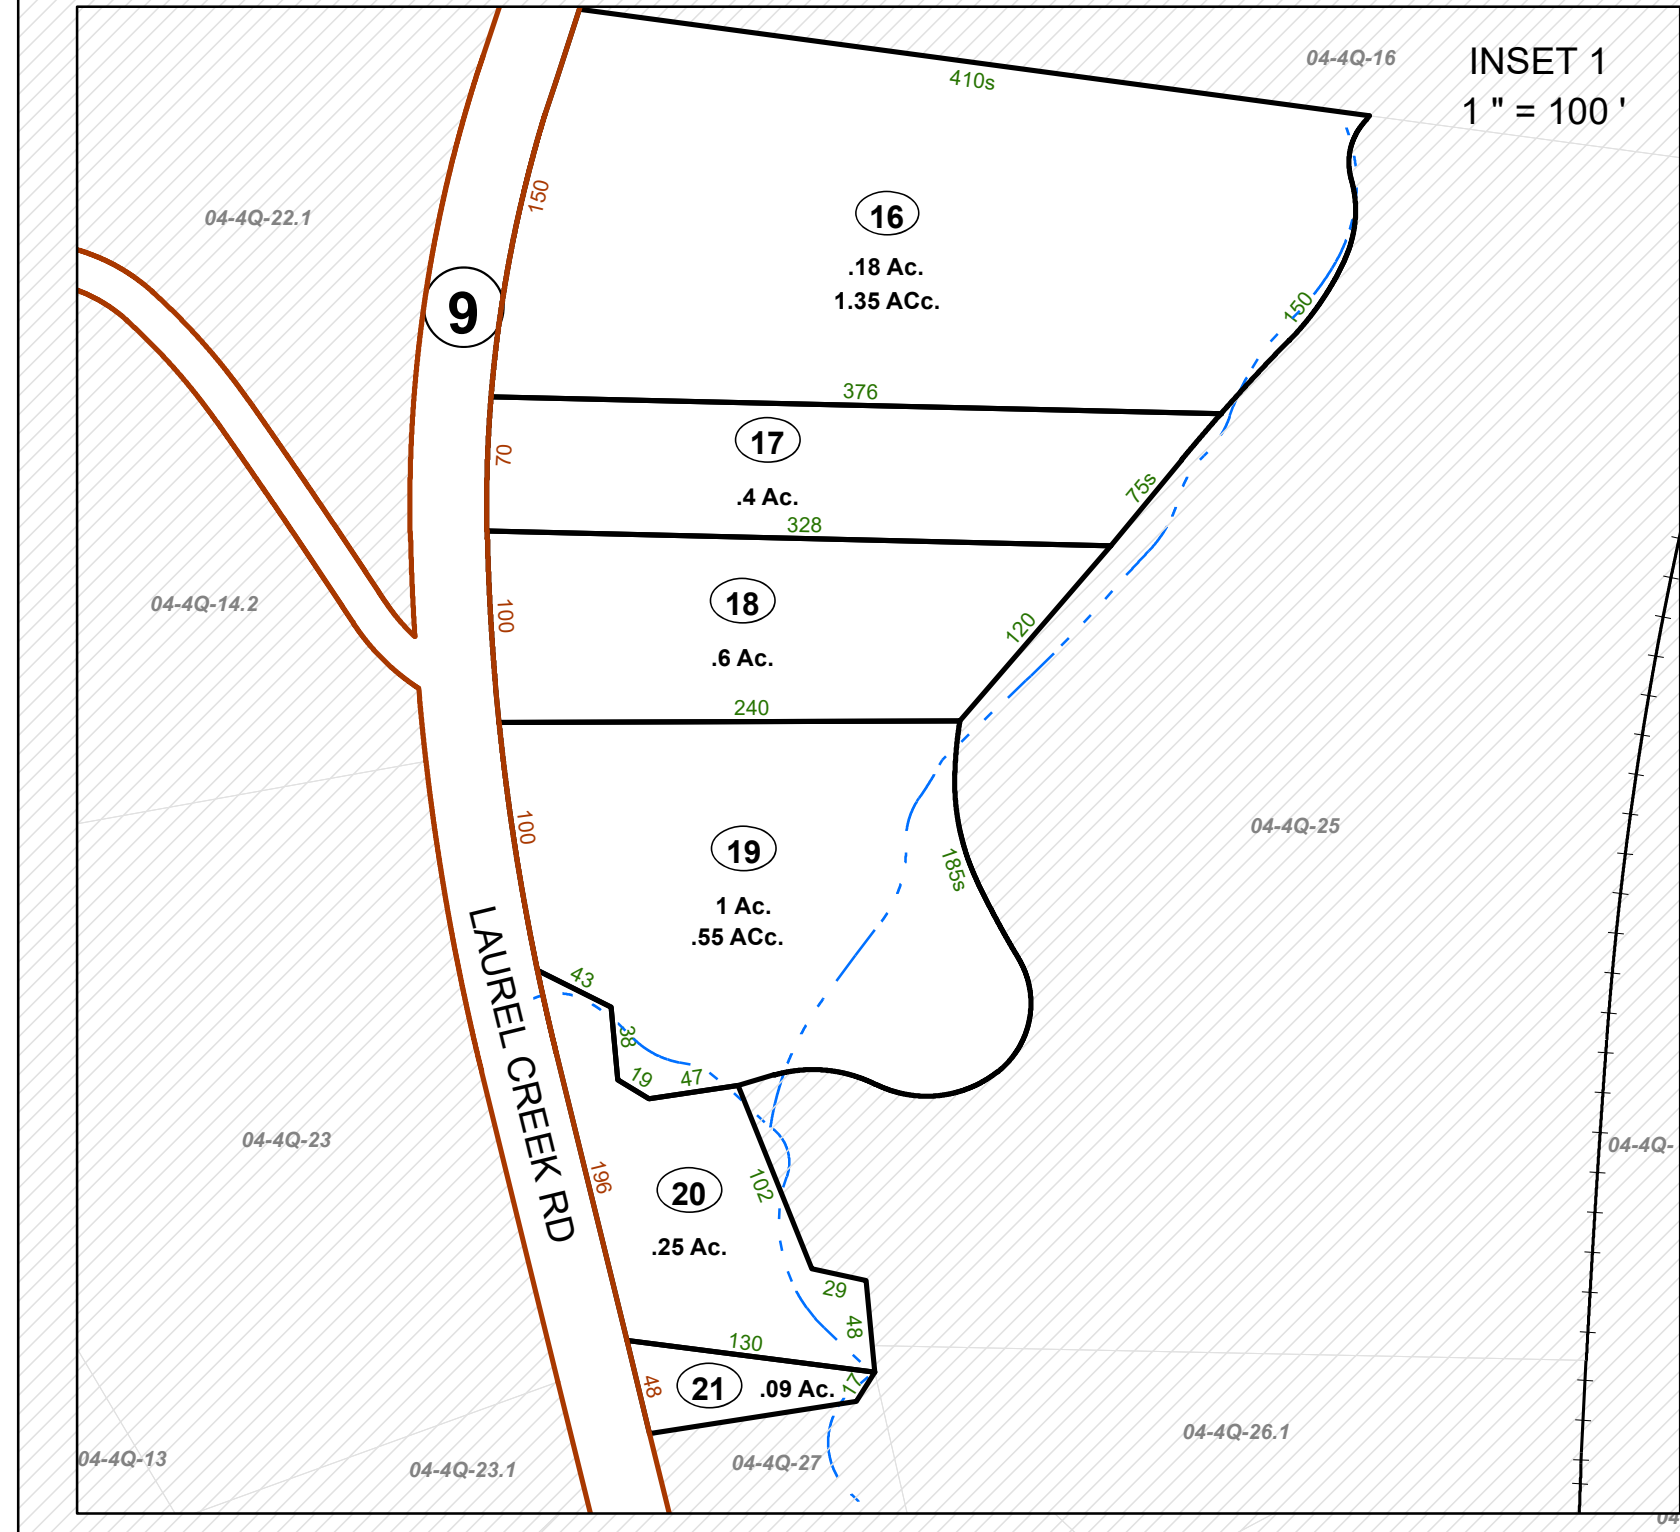 04-4Q-16
INSET 1
1 " = 100 '
410s
150
04-4Q-22.1
16
.18 Ac.
1.35 ACc.
9
150
376
17
70
.4 Ac.
75s
328
18
100
.6 Ac.
120
04-4Q-14.2
240
100
19
04-4Q-25
185s
1 Ac.
.55 ACc.
LAUREL CREEK RD
43
38
19
47
04-4Q-23
04-4Q-
196
20
102
.25 Ac.
29
48
130
48
21
.09 Ac.
17
04-4Q-26.1
04-4Q-13
04-4Q-23.1
04-4Q-27